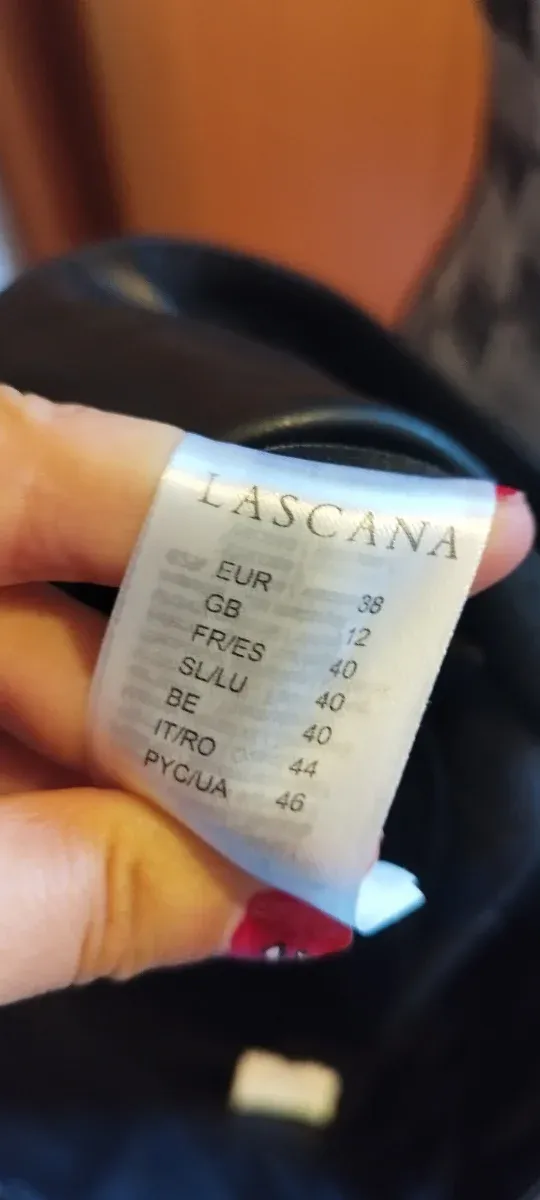 LASCANA
EUR 38
GB 12
FR/ES 40
SL/LU 40
BE 40
IT/RO 44
PYC/UA 46